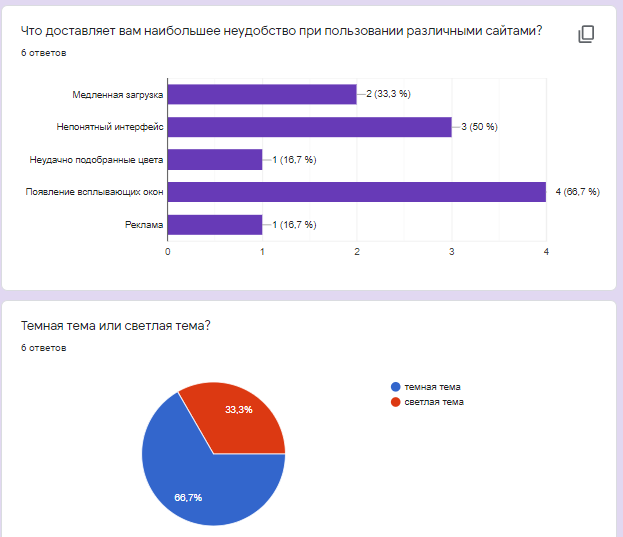 Что доставляет вам наибольшее неудобство при пользовании различными сайтами?
6 ответов
Медленная загрузка
2 (33,3 %)
Непонятный интерфейс
3 (50 %)
Неудачно подобранные цвета
1 (16,7 %)
Появление всплывающих окон
4 (66,7 %)
Реклама
1 (16,7 %)
0 1 2 3 4
Темная тема или светлая тема?
6 ответов
темная тема
светлая тема
33,3%
66,7%